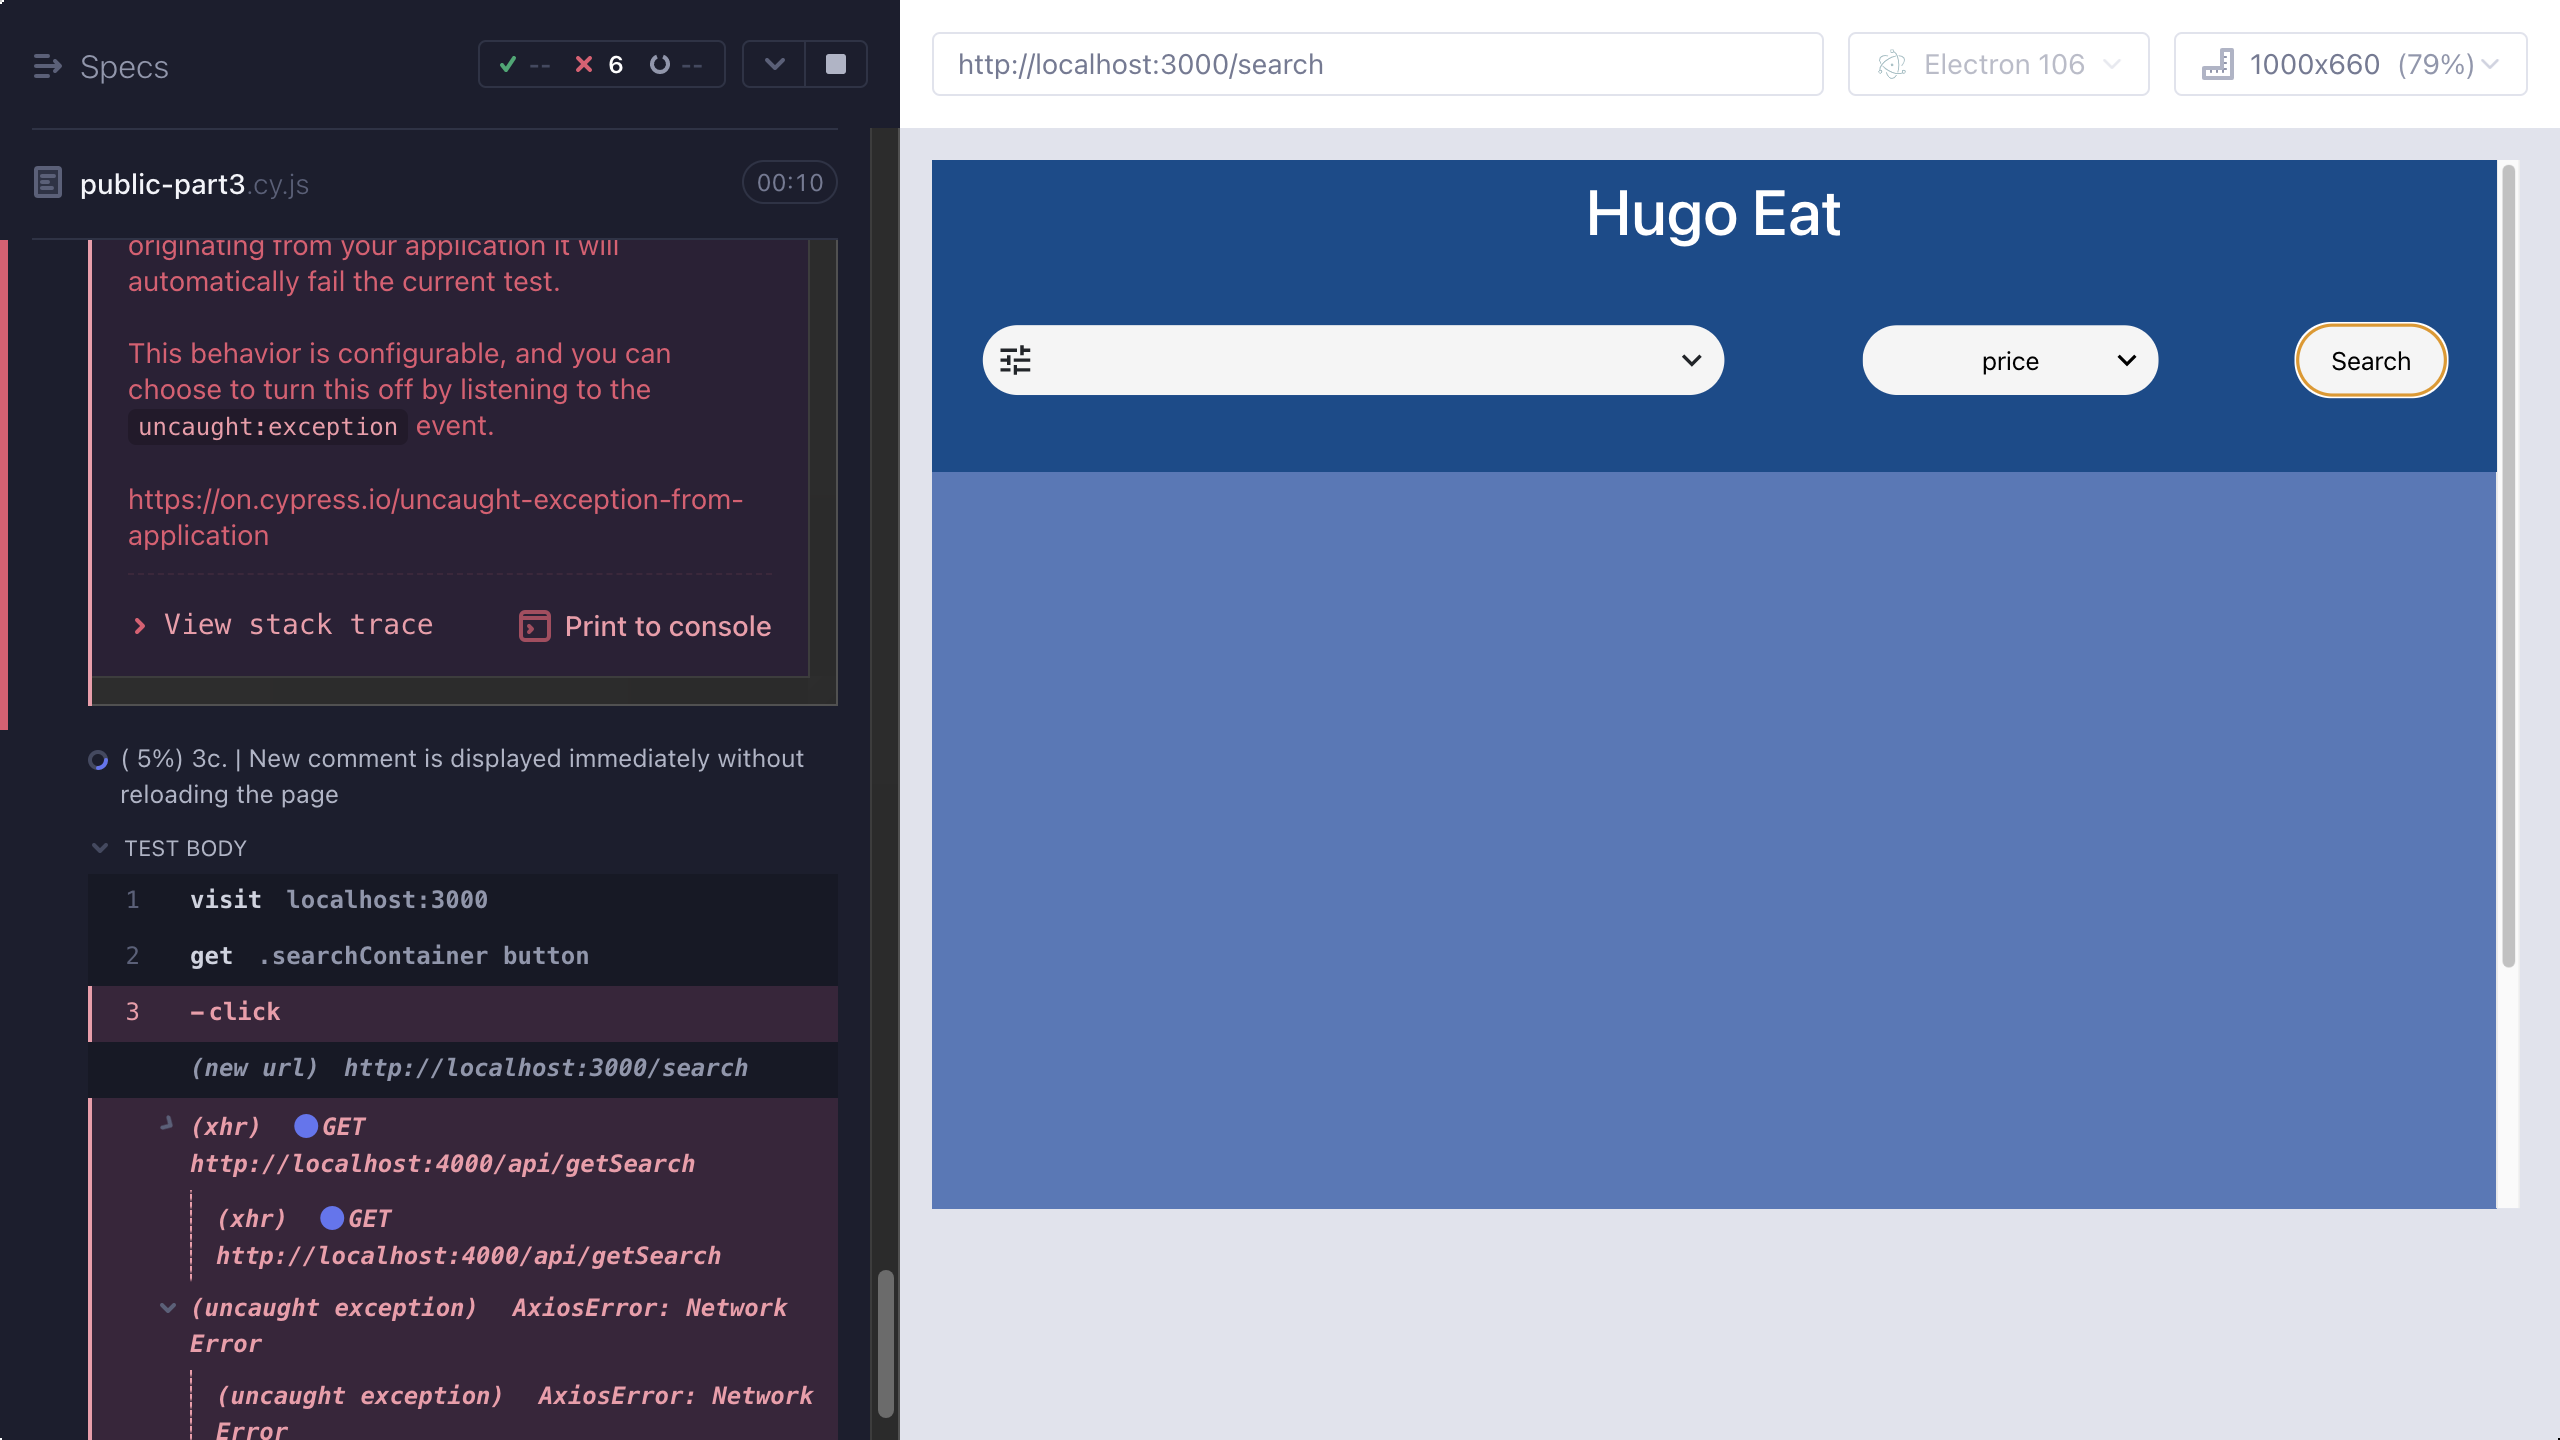 Specs
-- 6 --
public-part3.cy.js
00:10
originating from your application it will
automatically fail the current test.
This behavior is configurable, and you can
choose to turn this off by listening to the
uncaught:exception event.
https://on.cypress.io/uncaught-exception-from-
application
View stack trace
Print to console
( 5%) 3c. | New comment is displayed immediately without
reloading the page
TEST BODY
1 visit localhost:3000
2 get .searchContainer button
3 -click
(new url) http://localhost:3000/search
(xhr) GET
http://localhost:4000/api/getSearch
(xhr) GET
http://localhost:4000/api/getSearch
(uncaught exception) AxiosError: Network
Error
(uncaught exception) AxiosError: Network
Error
http://localhost:3000/search
Electron 106
1000x660 (79%)
Hugo Eat
price
Search